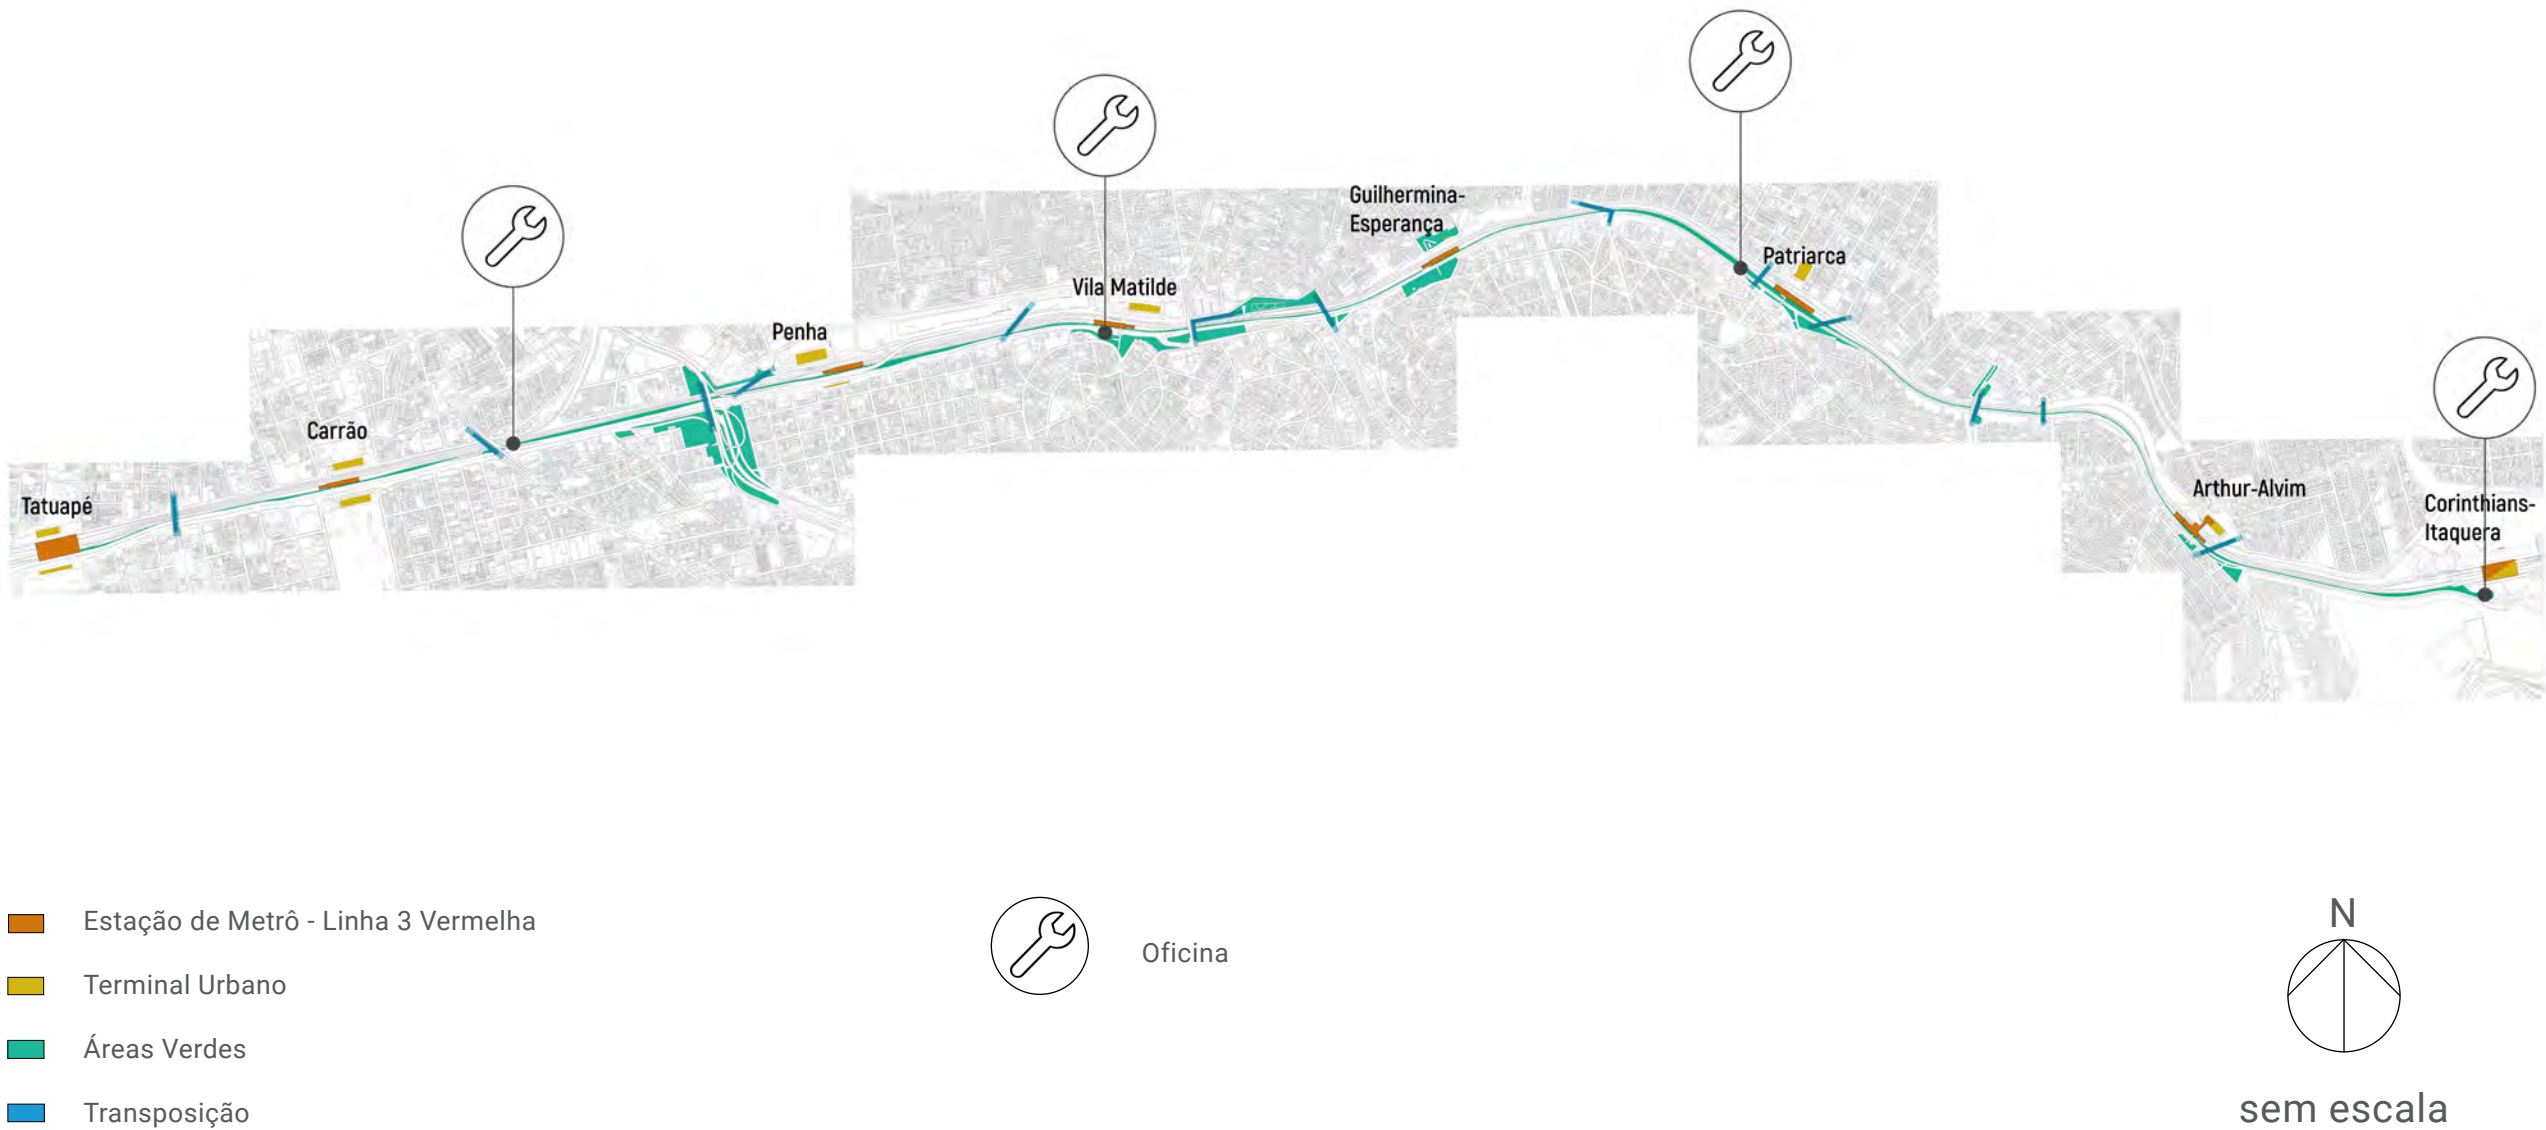 Guilhermina-
Esperança
Patriarca
Vila Matilde
Penha
Carrão
Tatuapé
Arthur-Alvim
Corinthians-
Itaquera
Estação de Metrô - Linha 3 Vermelha
Terminal Urbano
Áreas Verdes
Transposição
Oficina
N
sem escala